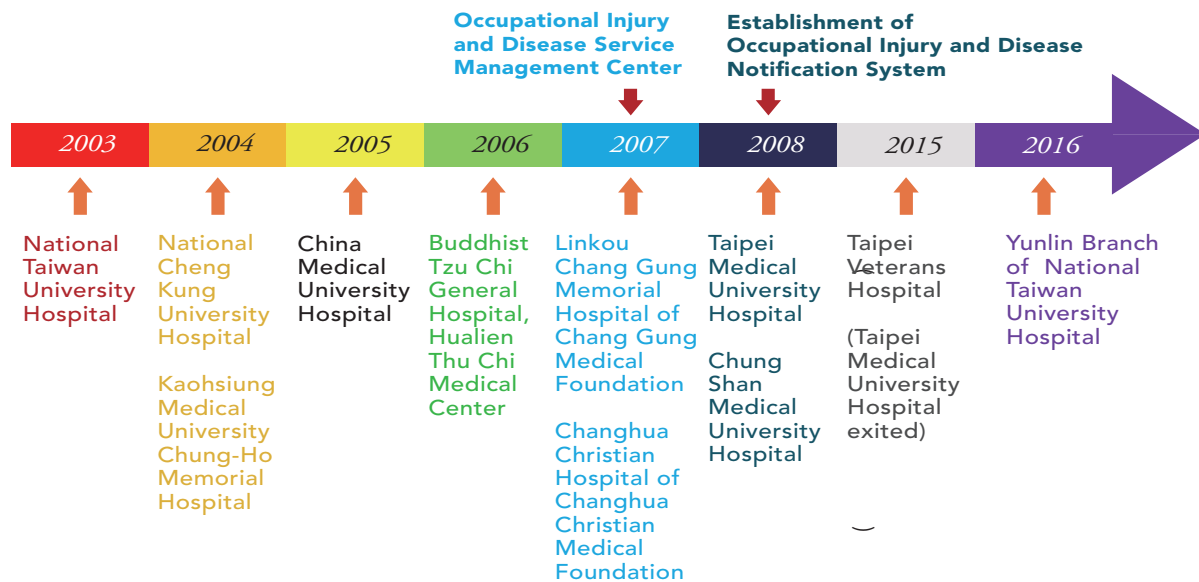 Occupational Injury
and Disease Service
Management Center
Establishment of
Occupational Injury and Disease
Notification System
2003
2004
2005
2006
2007
2008
2015
2016
National
Taiwan
University
Hospital
National
Cheng
Kung
University
Hospital
Kaohsiung
Medical
University
Chung-Ho
Memorial
Hospital
China
Medical
University
Hospital
Buddhist
Tzu Chi
General
Hospital,
Hualien
Thu Chi
Medical
Center
Linkou
Chang Gung
Memorial
Hospital of
Chang Gung
Medical
Foundation
Changhua
Christian
Hospital of
Changhua
Christian
Medical
Foundation
Taipei
Medical
University
Hospital
Chung
Shan
Medical
University
Hospital
Taipei
Veterans
Hospital
(Taipei
Medical
University
Hospital
exited)
Yunlin Branch
of National
Taiwan
University
Hospital